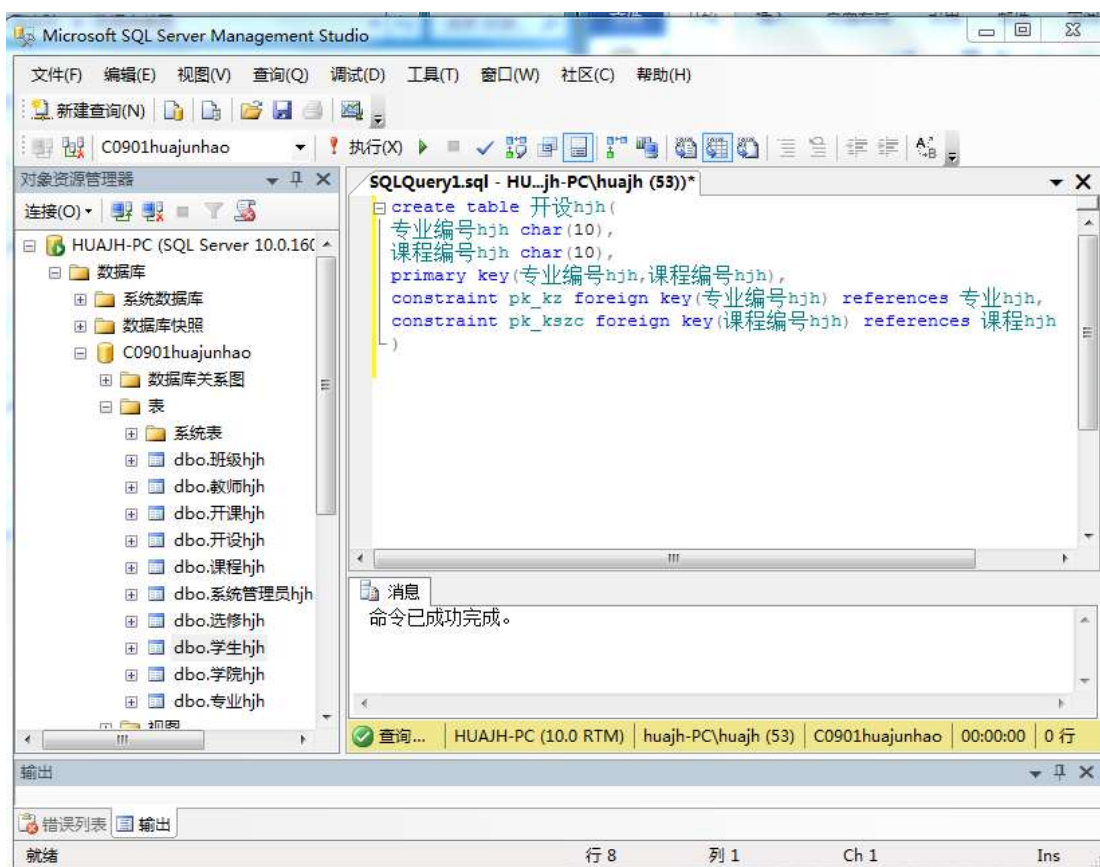 Microsoft SQL Server Management Studio
文件(F) 编辑(E) 视图(V) 查询(Q) 调试(D) 工具(T) 窗口(W) 社区(C) 帮助(H)
新建查询(N)
C0901huajunhao 执行(X)
对象资源管理器
连接(O)
HUAJH-PC (SQL Server 10.0.160
数据库
系统数据库
数据库快照
C0901huajunhao
数据库关系图
表
系统表
dbo.班级hjh
dbo.教师hjh
dbo.开课hjh
dbo.开设hjh
dbo.课程hjh
dbo.系统管理员hjh
dbo.选修hjh
dbo.学生hjh
dbo.学院hjh
dbo.专业hjh
视图
SQLQuery1.sql - HU...jh-PC\huajh (53))*
create table 开设hjh(
专业编号hjh char(10),
课程编号hjh char(10),
primary key(专业编号hjh,课程编号hjh),
constraint pk_kz foreign key(专业编号hjh) references 专业hjh,
constraint pk_kszc foreign key(课程编号hjh) references 课程hjh
)
消息
命令已成功完成。
查询... HUAJH-PC (10.0 RTM) huajh-PC\huajh (53) C0901huajunhao 00:00:00 0 行
输出
错误列表 输出
就绪 行 8 列 1 Ch 1 Ins